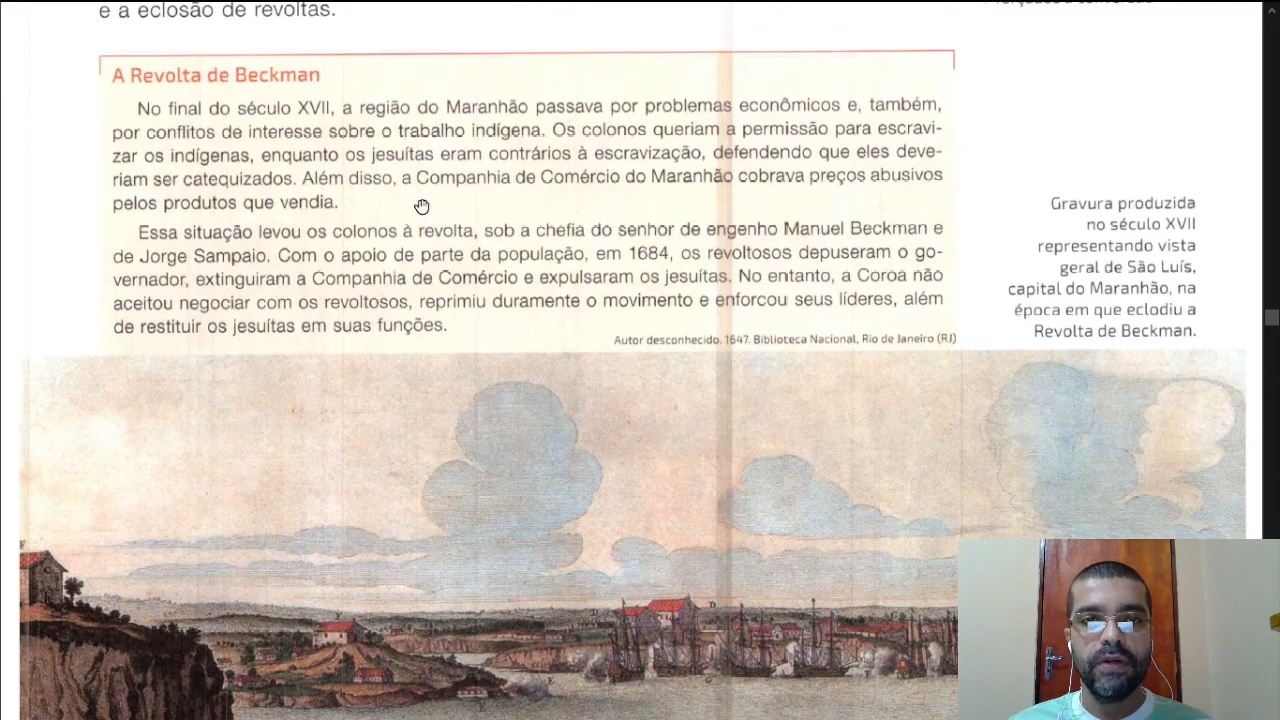 e a eclosão de revoltas.
A Revolta de Beckman
No final do século XVII, a região do Maranhão passava por problemas econômicos e, também,
por conflitos de interesse sobre o trabalho indígena. Os colonos queriam a permissão para escravi-
zar os indígenas, enquanto os jesuítas eram contrários à escravização, defendendo que eles deve-
riam ser catequizados. Além disso, a Companhia de Comércio do Maranhão cobrava preços abusivos
pelos produtos que vendia.
Essa situação levou os colonos à revolta, sob a chefia do senhor de engenho Manuel Beckman e
de Jorge Sampaio. Com o apoio de parte da população, em 1684, os revoltosos depuseram o go-
vernador, extinguiram a Companhia de Comércio e expulsaram os jesuítas. No entanto, a Coroa não
aceitou negociar com os revoltosos, reprimiu duramente o movimento e enforcou seus líderes, além
de restituir os jesuítas em suas funções.
Autor desconhecido. 1647. Biblioteca Nacional, Rio de Janeiro (RJ)
Gravura produzida
no século XVII
representando vista
geral de São Luís,
capital do Maranhão, na
época em que eclodiu a
Revolta de Beckman.